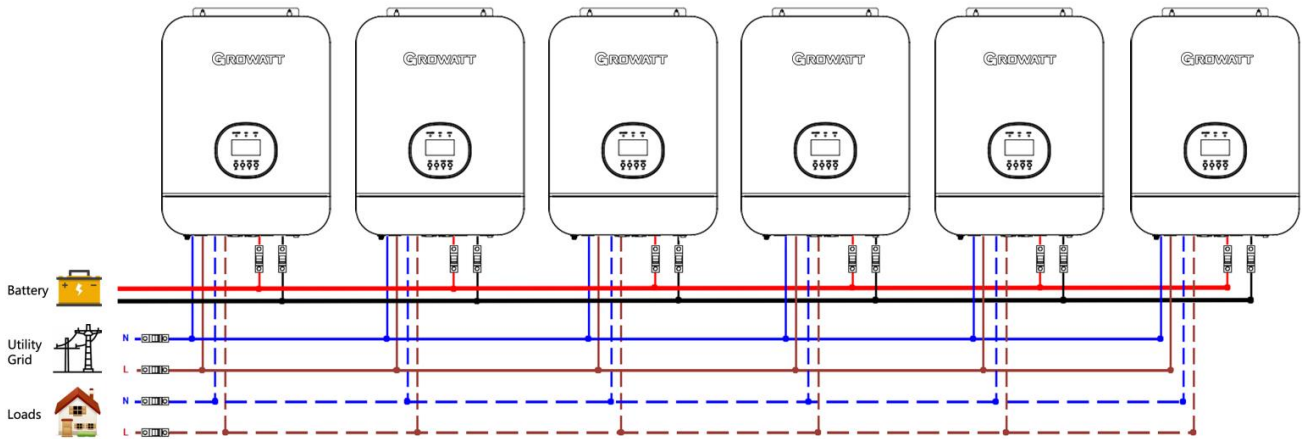 GROWATT GROWATT GROWATT GROWATT GROWATT GROWATT
Battery
+ −
Utility
Grid
N
L
Loads
N
L